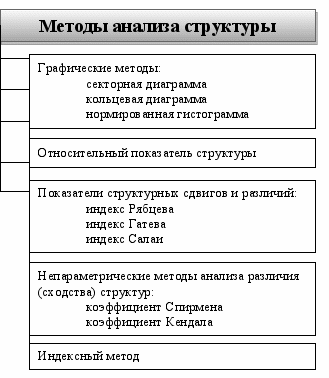 Методы анализа структуры
Графические методы:
секторная диаграмма
кольцевая диаграмма
нормированная гистограмма
Относительный показатель структуры
Показатели структурных сдвигов и различий:
индекс Рябцева
индекс Гатева
индекс Салаи
Непараметрические методы анализа различия
(сходства) структур:
коэффициент Спирмена
коэффициент Кендала
Индексный метод